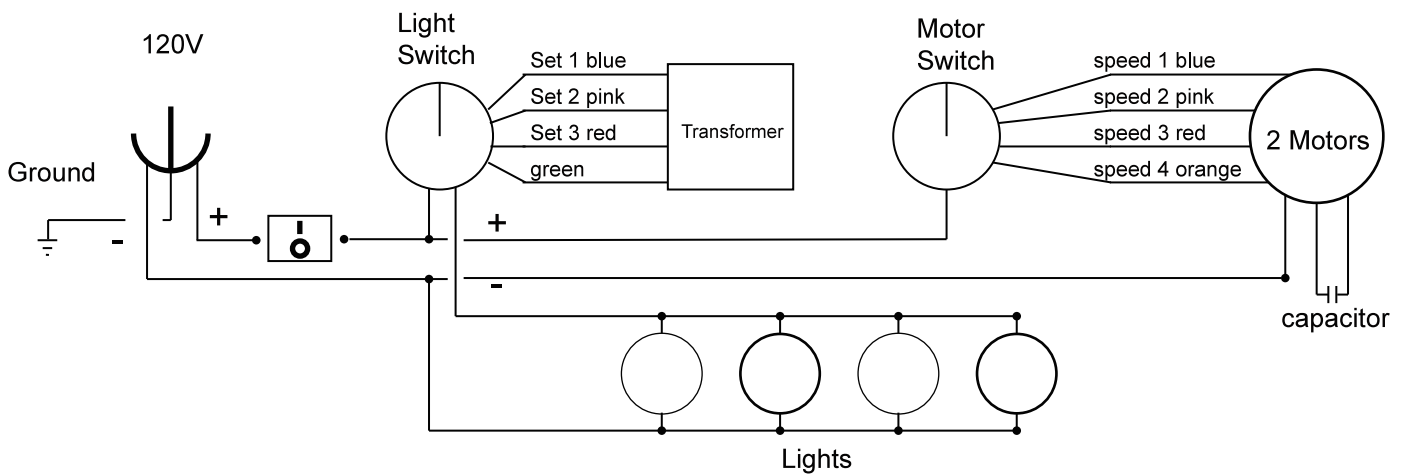 120V
Light
Switch
Motor
Switch
Set 1 blue
Set 2 pink
Set 3 red
green
Transformer
speed 1 blue
speed 2 pink
speed 3 red
speed 4 orange
2 Motors
Ground
+
-
+
-
capacitor
Lights